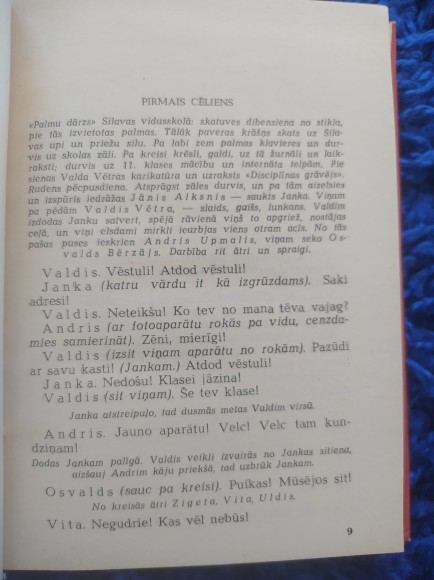 PIRMAIS CĒLIENS
«Palmu dārzs» Silavas vidusskolā: skatuves dibensiena no stikla,
pie tās izvietotas palmas. Tālāk paveras krāšņs skats uz Sila-
vas upi un priežu silu. Pa labi zem palmas klavieres un dur-
vis uz skolas zāli. Pa kreisi krēsli, galdi, uz tā žurnāli un laik-
raksti; durvis uz 11. klases mācību un internāta telpām. Pie
sienas Valda Vētras karikatūra un uzraksts «Disciplīnas grāvējs».
Rudens pēcpusdiena. Atsprāgst zāles durvis, un pa tām aizelsies
un izspūris iedrāžas Jānis Alksnis — saukts Janka. Viņam
pa pēdām Valdis Vētra, — slaids, gaišs, lunkans. Valdim
izdodas Janku satvert, spējā rāvienā viņš to apgriež, nostājas
ceļā, un viņi elsdami mirkli ieurbjas viens otram acīs. No tās
pašas puses ieskrien Andris Upmalis, viņam seko Os-
valds Bērzājs. Darbība rit ātri un spraigi.
Valdis. Vēstuli! Atdod vēstuli!
Janka (katru vārdu it kā izgrūzdams). Saki
adresi!
Valdis. Neteikšu! Ko tev no mana tēva vajag?
Andris (ar fotoaparātu rokās pa vidu, cenzda-
mies samierināt). Zēni, mierīgi!
Valdis (izsit viņam aparātu no rokām). Pazūdi
ar savu kasti! (Jankam.) Atdod vēstuli!
Janka. Nedošu! Klasei jāzina!
Valdis (sit viņam). Še tev klase!
Janka atstreipuļo, tad dusmās metas Valdim virsū.
Andris. Jauno aparātu! Velc! Velc tam kun-
dziņam!
Dodas Jankam palīgā. Valdis veikli izvairās no Jankas sitiena,
aizšauj Andrim kāju priekšā, tad uzbrūk Jankam.
Osvalds (sauc pa kreisi). Puikas! Mūsējos sit!
No kreisās ātri Zigeta, Vita, Uldis.
Vita. Negudrie! Kas vēl nebūs!
9